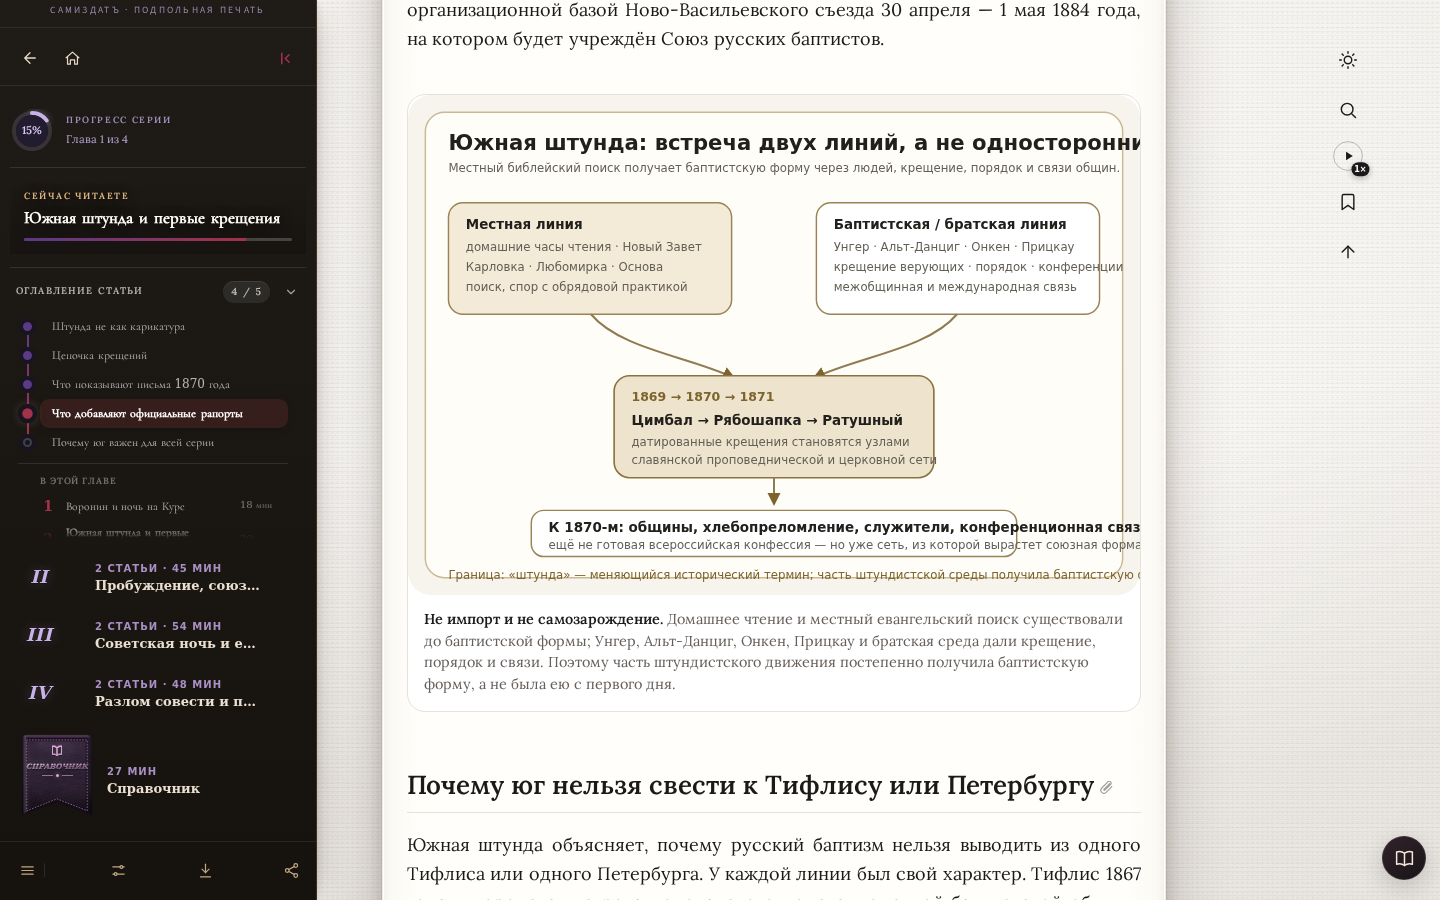 САМИЗДАТЪ · ПОДПОЛЬНАЯ ПЕЧАТЬ
15%
ПРОГРЕСС СЕРИИ
Глава 1 из 4
СЕЙЧАС ЧИТАЕТЕ
Южная штунда и первые крещения
ОГЛАВЛЕНИЕ СТАТЬИ
4 / 5
Штунда не как карикатура
Цепочка крещений
Что показывают письма 1870 года
Что добавляют официальные рапорты
Почему юг важен для всей серии
В ЭТОЙ ГЛАВЕ
1 Воронин и ночь на Куре 18 мин
Южная штунда и первые
II
2 СТАТЬИ · 45 МИН
Пробуждение, союз...
III
2 СТАТЬИ · 54 МИН
Советская ночь и е...
IV
2 СТАТЬИ · 48 МИН
Разлом совести и п...
СПРАВОЧНИК
27 МИН
Справочник
организационной базой Ново-Васильевского съезда 30 апреля — 1 мая 1884 года,
на котором будет учреждён Союз русских баптистов.
Южная штунда: встреча двух линий, а не односторонни
Местный библейский поиск получает баптистскую форму через людей, крещение, порядок и связи общин.
Местная линия
домашние часы чтения · Новый Завет
Карловка · Любомирка · Основа
поиск, спор с обрядовой практикой
Баптистская / братская линия
Унгер · Альт-Данциг · Онкен · Прицкау
крещение верующих · порядок · конференции
межобщинная и международная связь
1869 → 1870 → 1871
Цимбал → Рябошапка → Ратушный
датированные крещения становятся узлами
славянской проповеднической и церковной сети
К 1870-м: общины, хлебопреломление, служители, конференционная связ
ещё не готовая всероссийская конфессия — но уже сеть, из которой вырастет союзная форма
Граница: «штунда» — меняющийся исторический термин; часть штундистской среды получила баптистскую
Не импорт и не самозарождение. Домашнее чтение и местный евангельский поиск существовали
до баптистской формы; Унгер, Альт-Данциг, Онкен, Прицкау и братская среда дали крещение,
порядок и связи. Поэтому часть штундистского движения постепенно получила баптистскую
форму, а не была ею с первого дня.
Почему юг нельзя свести к Тифлису или Петербургу
Южная штунда объясняет, почему русский баптизм нельзя выводить из одного
Тифлиса или одного Петербурга. У каждой линии был свой характер. Тифлис 1867
1×